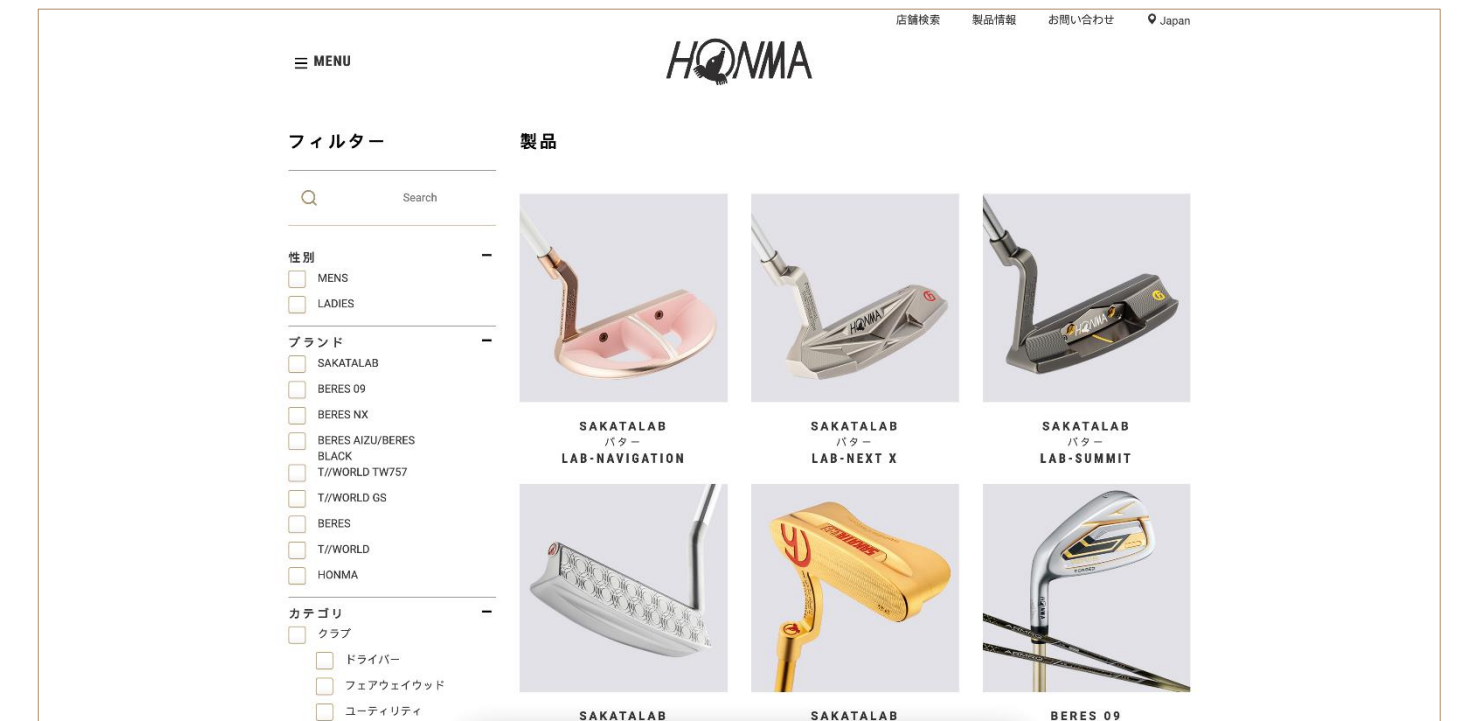 店舗検索 製品情報 お問い合わせ Japan
MENU
HONMA
フィルター
Search
性別
MENS
LADIES
ブランド
SAKATALAB
BERES 09
BERES NX
BERES AIZU/BERES
BLACK
T//WORLD TW757
T//WORLD GS
BERES
T//WORLD
HONMA
カテゴリ
クラブ
ドライバー
フェアウェイウッド
ユーティリティ
製品
HONMA
HONMA
SAKATALAB
パター
LAB-NAVIGATION
SAKATALAB
パター
LAB-NEXT X
SAKATALAB
パター
LAB-SUMMIT
SAKATALAB
FORGED
SAKATALAB
SAKATALAB
BERES 09